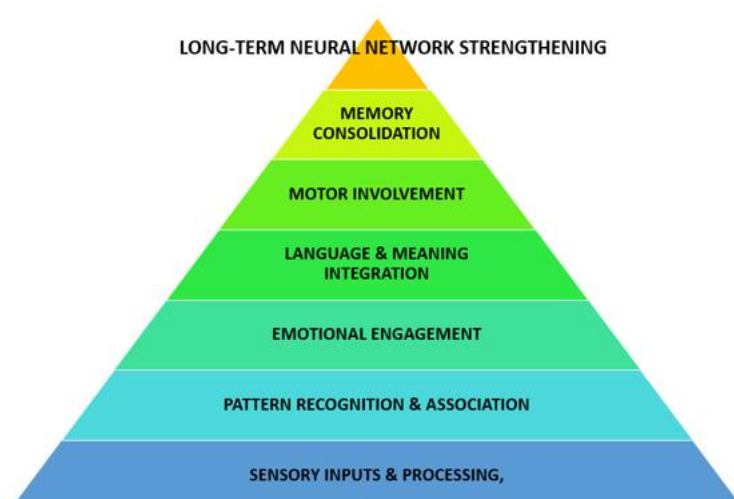 LONG-TERM NEURAL NETWORK STRENGTHENING
MEMORY
CONSOLIDATION
MOTOR INVOLVEMENT
LANGUAGE & MEANING
INTEGRATION
EMOTIONAL ENGAGEMENT
PATTERN RECOGNITION & ASSOCIATION
SENSORY INPUTS & PROCESSING,